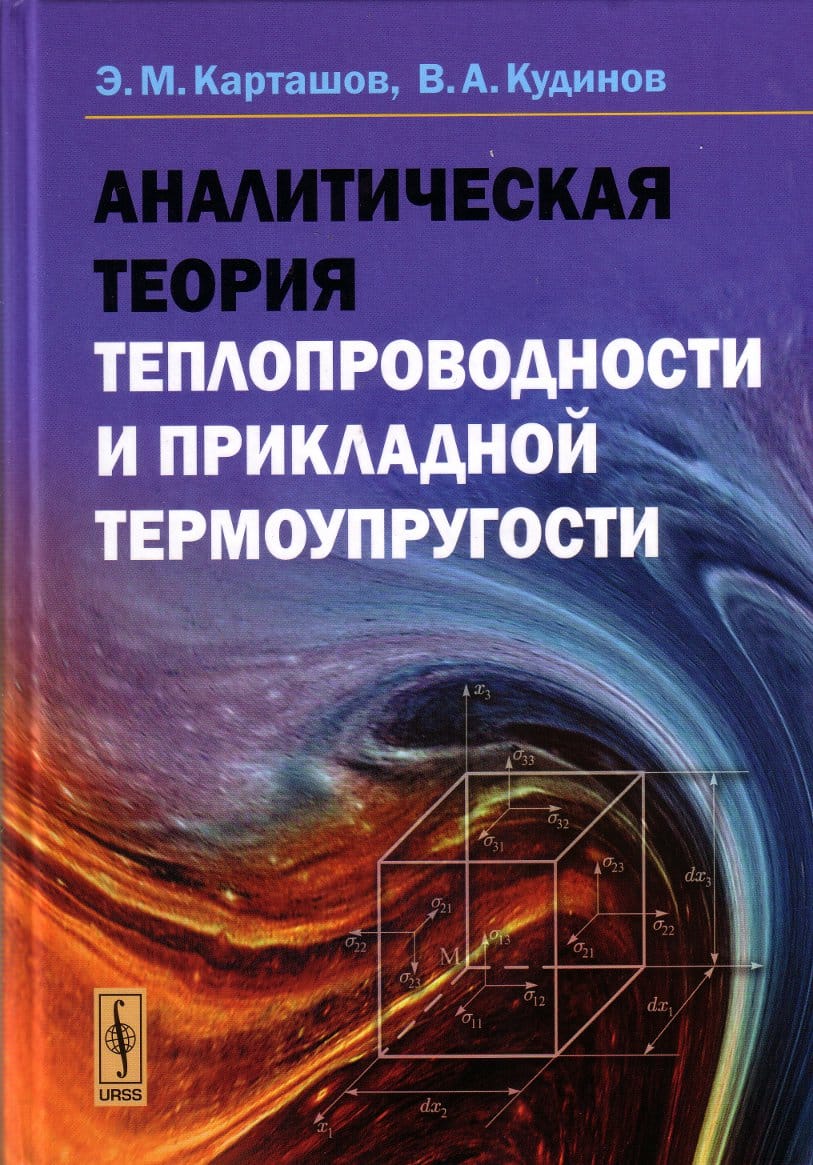 Э. М. Карташов, В. А. Кудинов
АНАЛИТИЧЕСКАЯ
ТЕОРИЯ
ТЕПЛОПРОВОДНОСТИ
И ПРИКЛАДНОЙ
ТЕРМОУПРУГОСТИ
x₃
σ₃₃
σ₃₂
σ₃₁
σ₂₃
dx₃
σ₂₁
σ₂₂
σ₂₂
σ₁₃
σ₂₁
M
σ₂₃
σ₁₂
dx₁
σ₁₁
dx₂
x₁
URSS